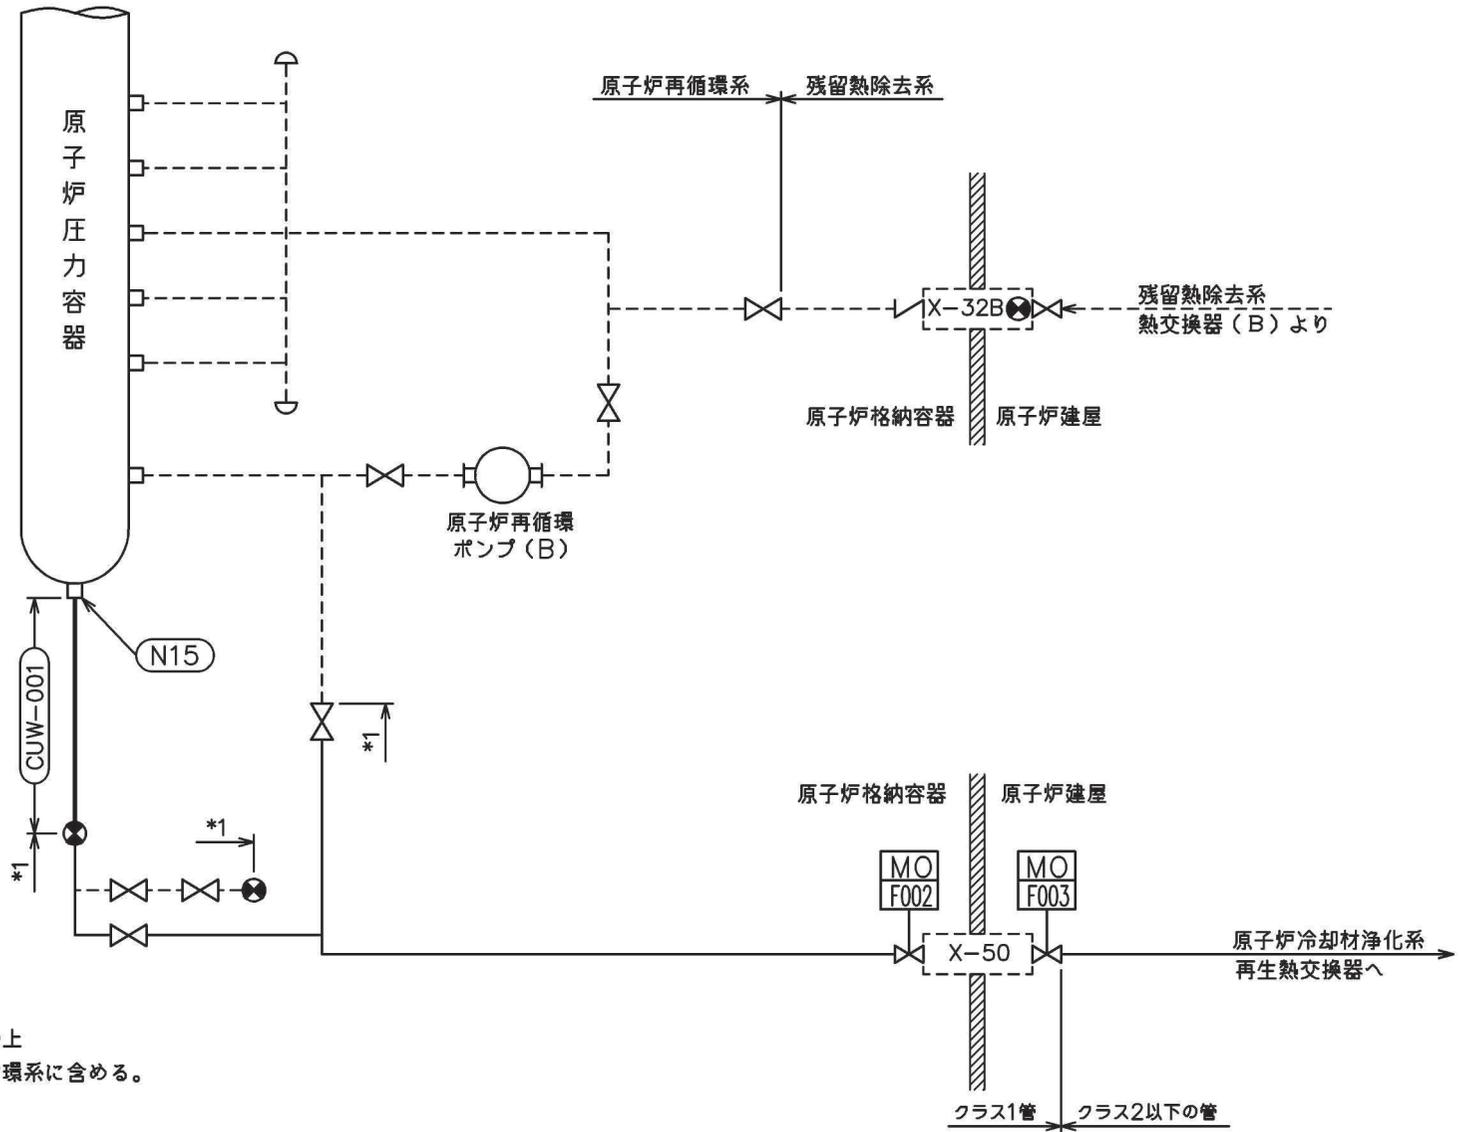 原子炉圧力容器
原子炉再循環系
残留熱除去系
X-32B
残留熱除去系
熱交換器(B)より
原子炉格納容器
原子炉建屋
原子炉再循環
ポンプ(B)
N15
CUW-001
*1
*1
*1
原子炉格納容器
原子炉建屋
MO
F002
MO
F003
X-50
原子炉冷却材浄化系
再生熱交換器へ
上
環系に含める。
クラス1管
クラス2以下の管